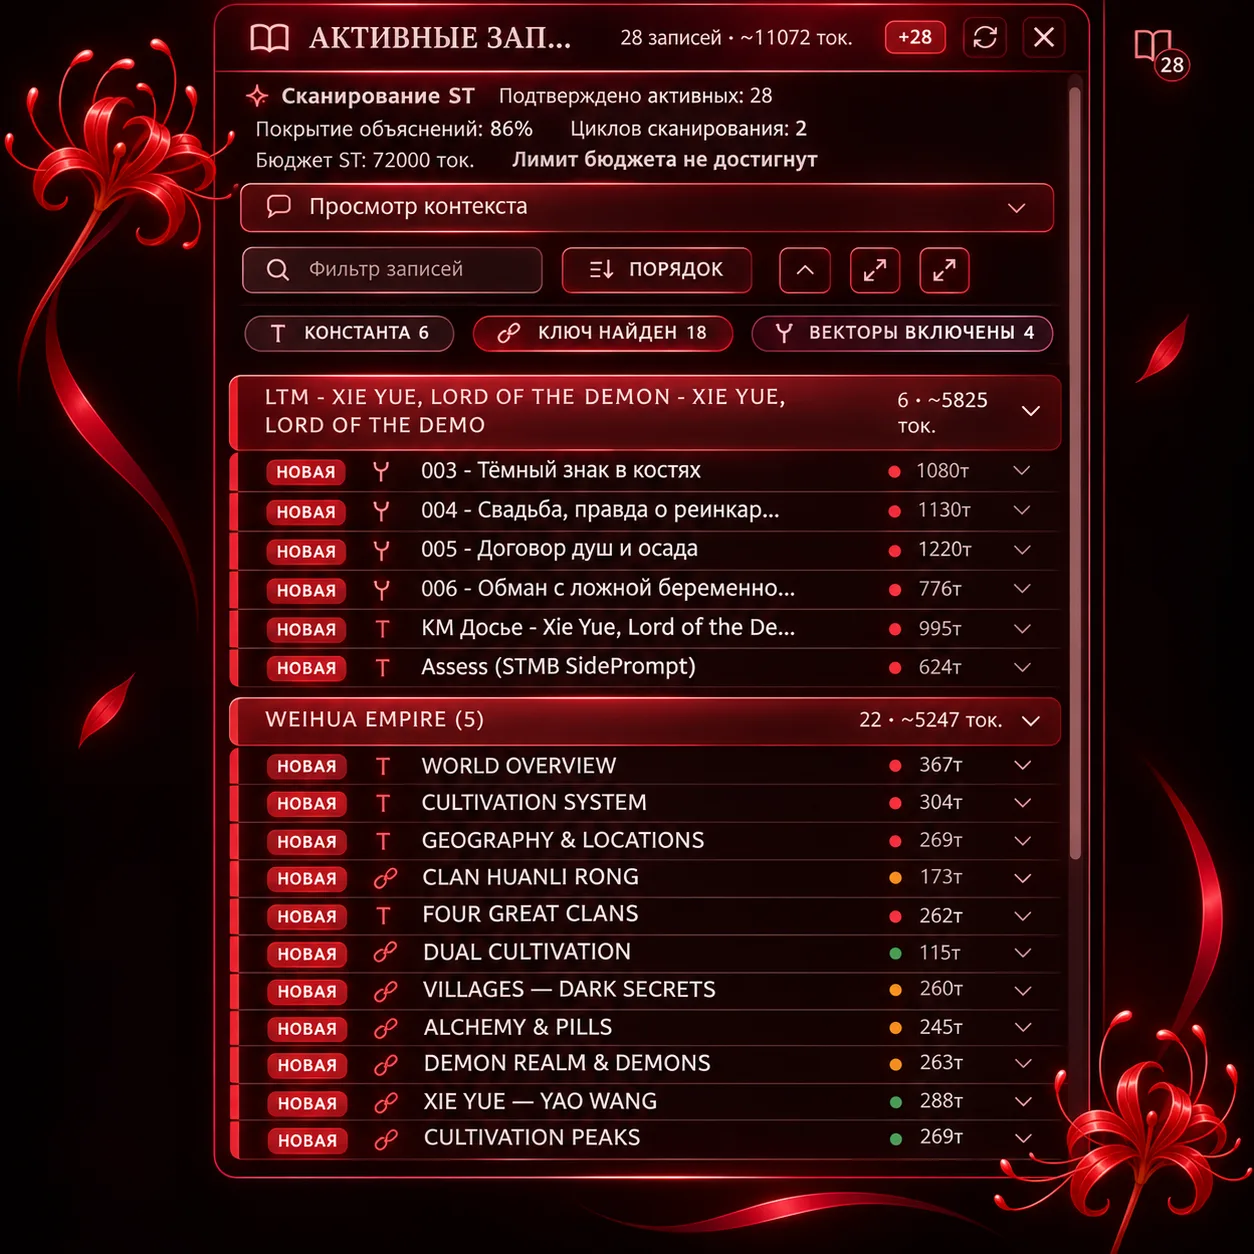 АКТИВНЫЕ ЗАП... 28 записей • ~11072 ток. +28
28
Сканирование ST Подтверждено активных: 28
Покрытие объяснений: 86% Циклов сканирования: 2
Бюджет ST: 72000 ток. Лимит бюджета не достигнут
Просмотр контекста
Фильтр записей ПОРЯДОК
КОНСТАНТА 6 КЛЮЧ НАЙДЕН 18 ВЕКТОРЫ ВКЛЮЧЕНЫ 4
LTM - XIE YUE, LORD OF THE DEMON - XIE YUE,
LORD OF THE DEMO
6 • ~5825
ток.
НОВАЯ 003 - Тёмный знак в костях 1080т
НОВАЯ 004 - Свадьба, правда о реинкар... 1130т
НОВАЯ 005 - Договор душ и осада 1220т
НОВАЯ 006 - Обман с ложной беременно... 776т
НОВАЯ T КМ Досье - Xie Yue, Lord of the De... 995т
НОВАЯ T Assess (STMB SidePrompt) 624т
WEIHUA EMPIRE (5) 22 • ~5247 ток.
НОВАЯ T WORLD OVERVIEW 367т
НОВАЯ T CULTIVATION SYSTEM 304т
НОВАЯ T GEOGRAPHY & LOCATIONS 269т
НОВАЯ CLAN HUANLI RONG 173т
НОВАЯ T FOUR GREAT CLANS 262т
НОВАЯ DUAL CULTIVATION 115т
НОВАЯ VILLAGES — DARK SECRETS 260т
НОВАЯ ALCHEMY & PILLS 245т
НОВАЯ DEMON REALM & DEMONS 263т
НОВАЯ XIE YUE — YAO WANG 288т
НОВАЯ CULTIVATION PEAKS 269т